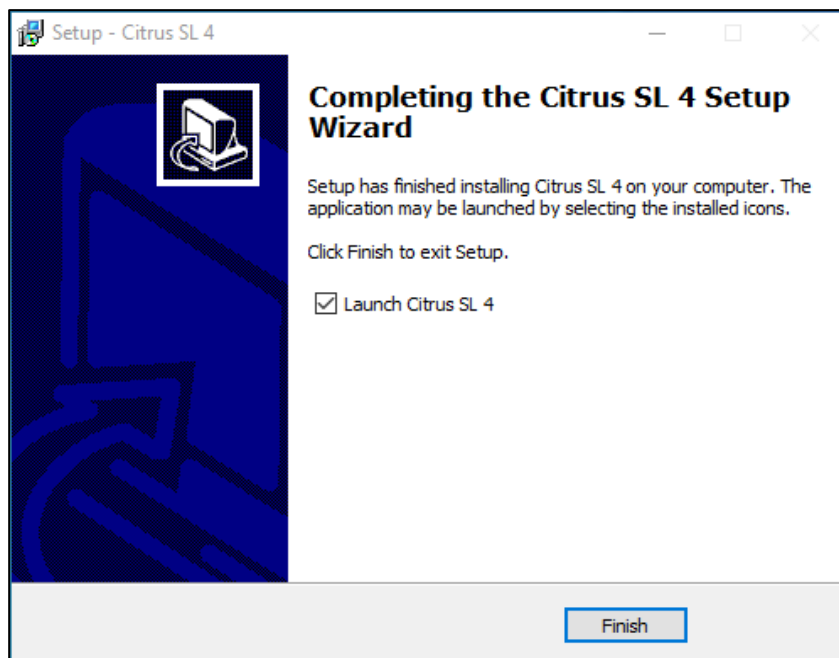 Setup - Citrus SL 4
Completing the Citrus SL 4 Setup
Wizard
Setup has finished installing Citrus SL 4 on your computer. The
application may be launched by selecting the installed icons.
Click Finish to exit Setup.
Launch Citrus SL 4
Finish